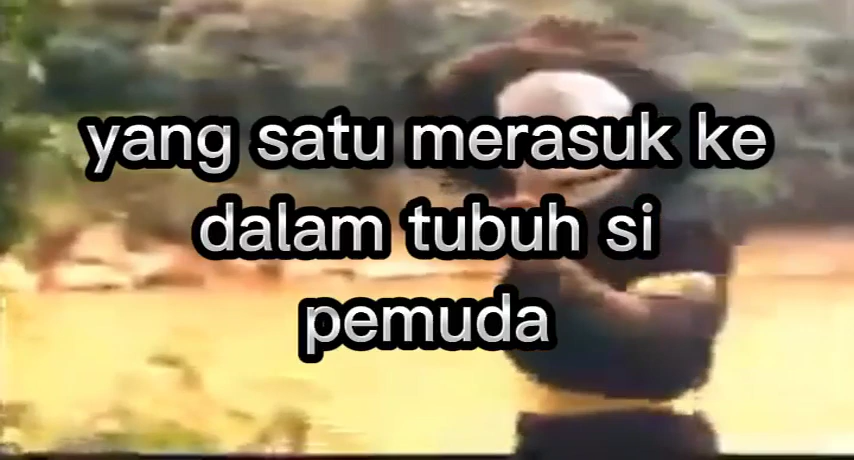 yang satu merasuk ke
dalam tubuh si
pemuda